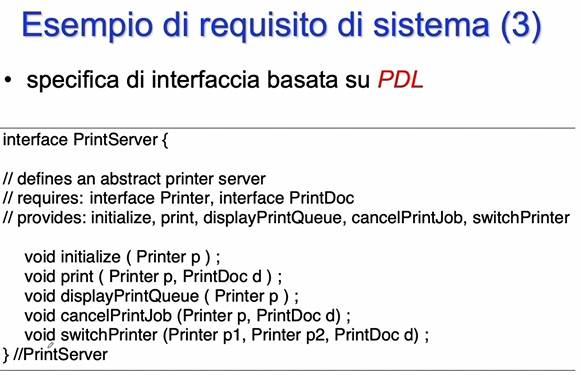 Esempio di requisito di sistema (3)
• specifica di interfaccia basata su PDL
interface PrintServer {
// defines an abstract printer server
// requires: interface Printer, interface PrintDoc
// provides: initialize, print, displayPrintQueue, cancelPrintJob, switchPrinter
void initialize ( Printer p ) ;
void print ( Printer p, PrintDoc d ) ;
void displayPrintQueue ( Printer p ) ;
void cancelPrintJob (Printer p, PrintDoc d) ;
void switchPrinter (Printer p1, Printer p2, PrintDoc d) ;
} //PrintServer